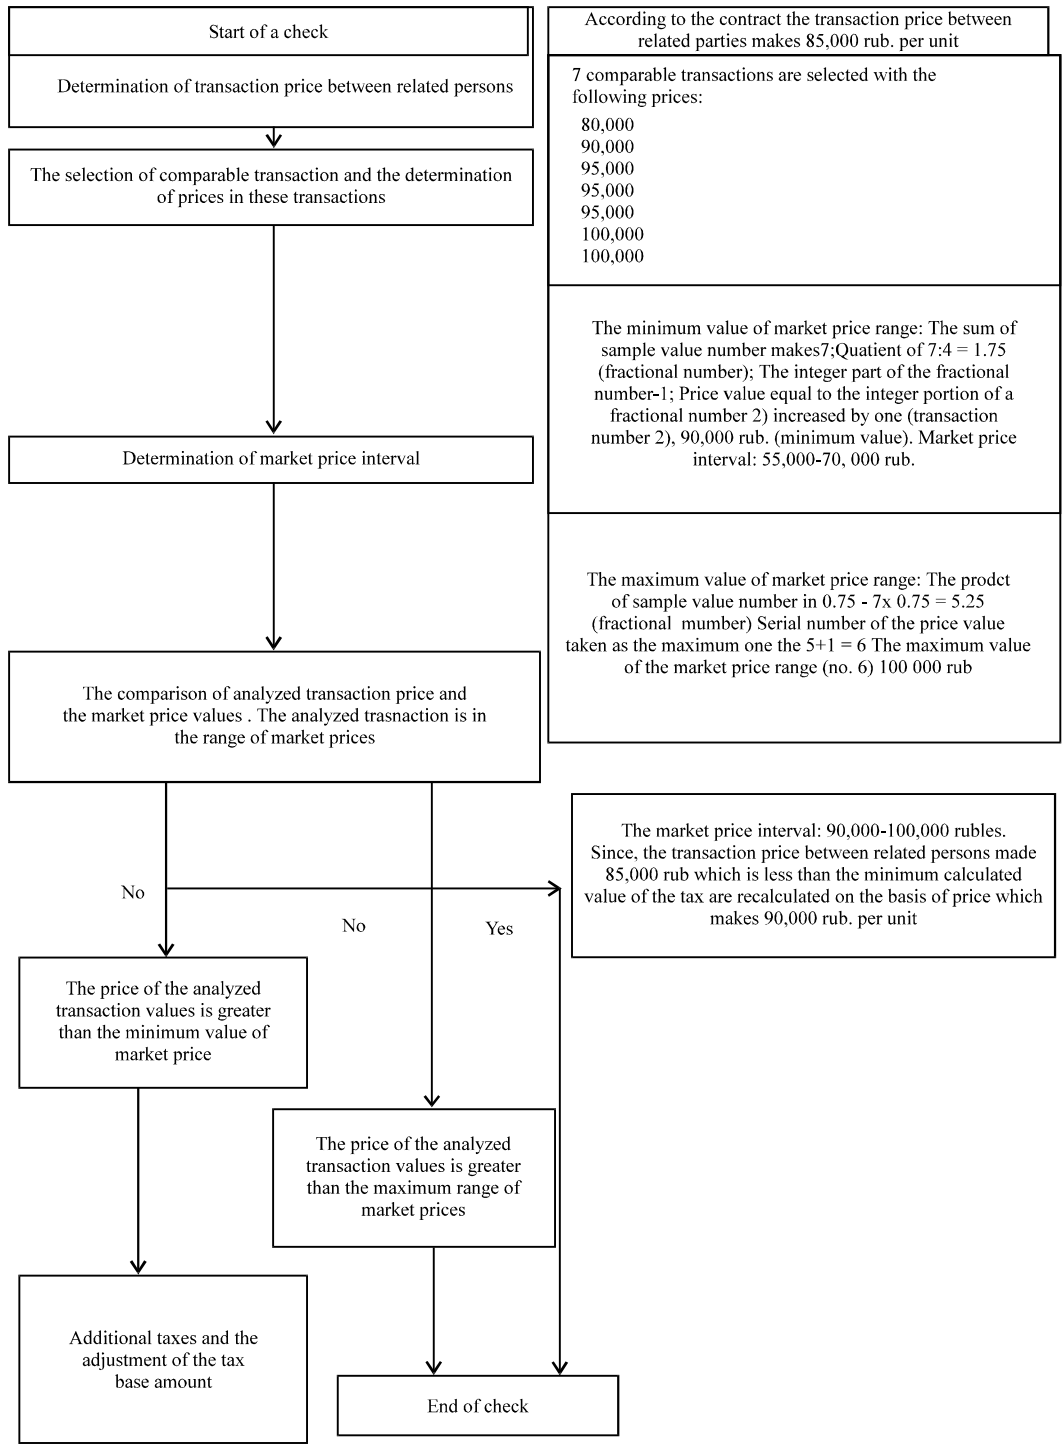 Start of a check
Determination of transaction price between related persons
The selection of comparable transaction and the determination
of prices in these transactions
Determination of market price interval
The comparison of analyzed transaction price and
the market price values . The analyzed trasnaction is in
the range of market prices
According to the contract the transaction price between
related parties makes 85,000 rub. per unit
7 comparable transactions are selected with the
following prices:
80,000
90,000
95,000
95,000
95,000
100,000
100,000
The minimum value of market price range: The sum of
sample value number makes7;Quatient of 7:4 = 1.75
(fractional number); The integer part of the fractional
number-1; Price value equal to the integer portion of a
fractional number 2) increased by one (transaction
number 2), 90,000 rub. (minimum value). Market price
interval: 55,000-70, 000 rub.
The maximum value of market price range: The prodct
of sample value number in 0.75 - 7x 0.75 = 5.25
(fractional mumber) Serial number of the price value
taken as the maximum one the 5+1 = 6 The maximum value
of the market price range (no. 6) 100 000 rub
The market price interval: 90,000-100,000 rubles.
Since, the transaction price between related persons made
85,000 rub which is less than the minimum calculated
value of the tax are recalculated on the basis of price which
makes 90,000 rub. per unit
No
No
Yes
The price of the analyzed
transaction values is greater
than the minimum value of
market price
The price of the analyzed
transaction values is greater
than the maximum range of
market prices
Additional taxes and the
adjustment of the tax
base amount
End of check